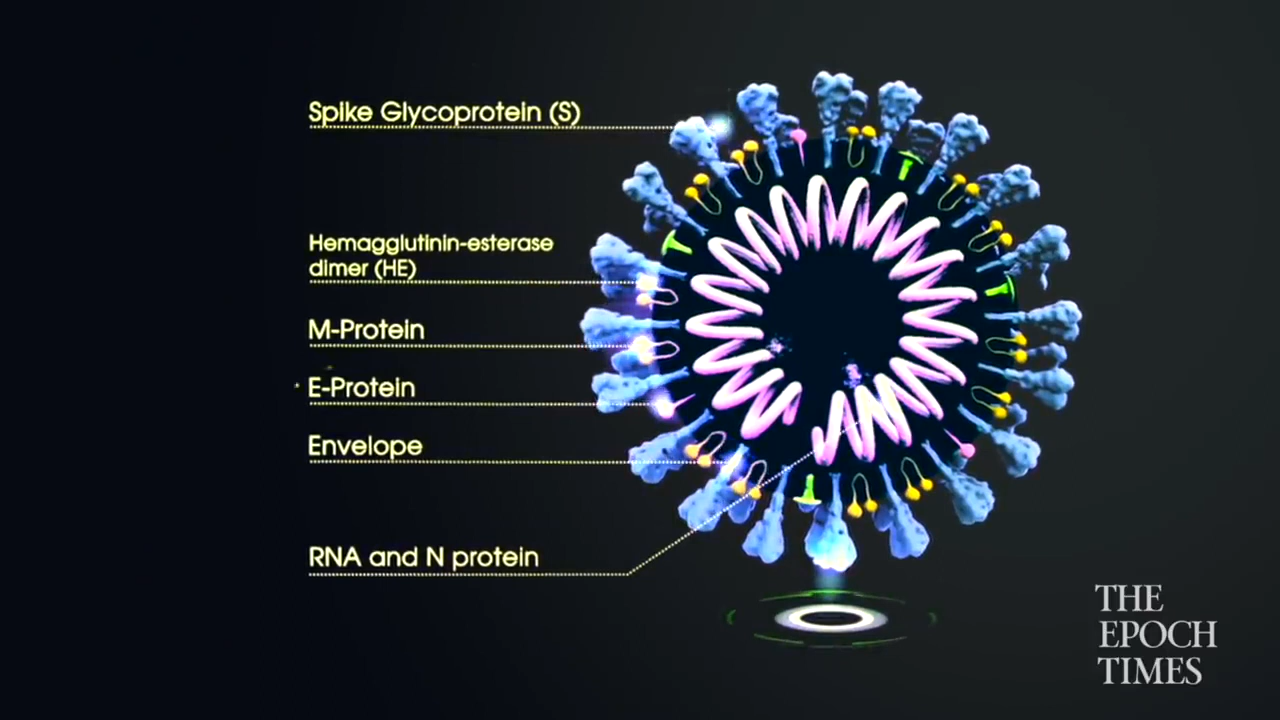 Spike Glycoprotein (S)
Hemagglutinin-esterase
dimer (HE)
M-Protein
E-Protein
Envelope
RNA and N protein
THE
EPOCH
TIMES